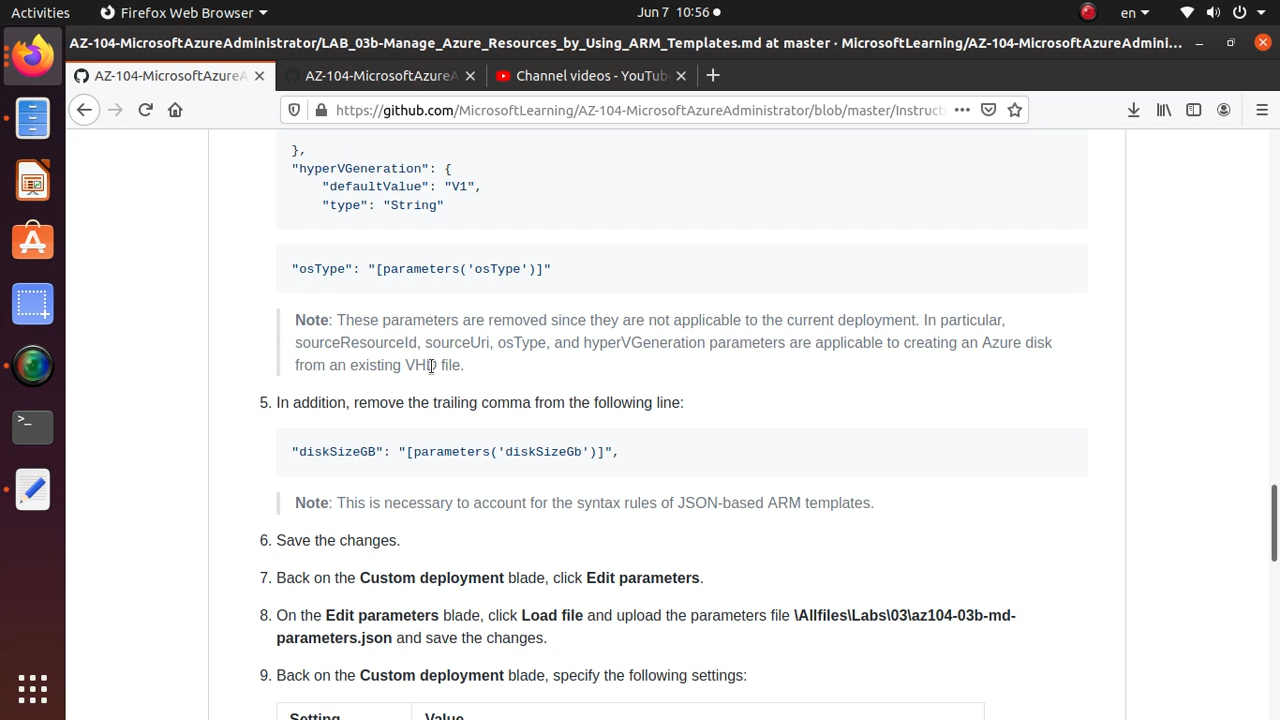 Activities
Firefox Web Browser
Jun 7 10:56
en
AZ-104-MicrosoftAzureAdministrator/LAB_03b-Manage_Azure_Resources_by_Using_ARM_Templates.md at master · MicrosoftLearning/AZ-104-MicrosoftAzureAdmini...
AZ-104-MicrosoftAzureA
AZ-104-MicrosoftAzureA
Channel videos - YouTub
https://github.com/MicrosoftLearning/AZ-104-MicrosoftAzureAdministrator/blob/master/Instruct
},
"hyperVGeneration": {
"defaultValue": "V1",
"type": "String"
"osType": "[parameters('osType')]"
Note: These parameters are removed since they are not applicable to the current deployment. In particular,
sourceResourceId, sourceUri, osType, and hyperVGeneration parameters are applicable to creating an Azure disk
from an existing VHD file.
5. In addition, remove the trailing comma from the following line:
"diskSizeGB": "[parameters('diskSizeGb')]",
Note: This is necessary to account for the syntax rules of JSON-based ARM templates.
6. Save the changes.
7. Back on the Custom deployment blade, click Edit parameters.
8. On the Edit parameters blade, click Load file and upload the parameters file \Allfiles\Labs\03\az104-03b-md-
parameters.json and save the changes.
9. Back on the Custom deployment blade, specify the following settings:
Setting
Value